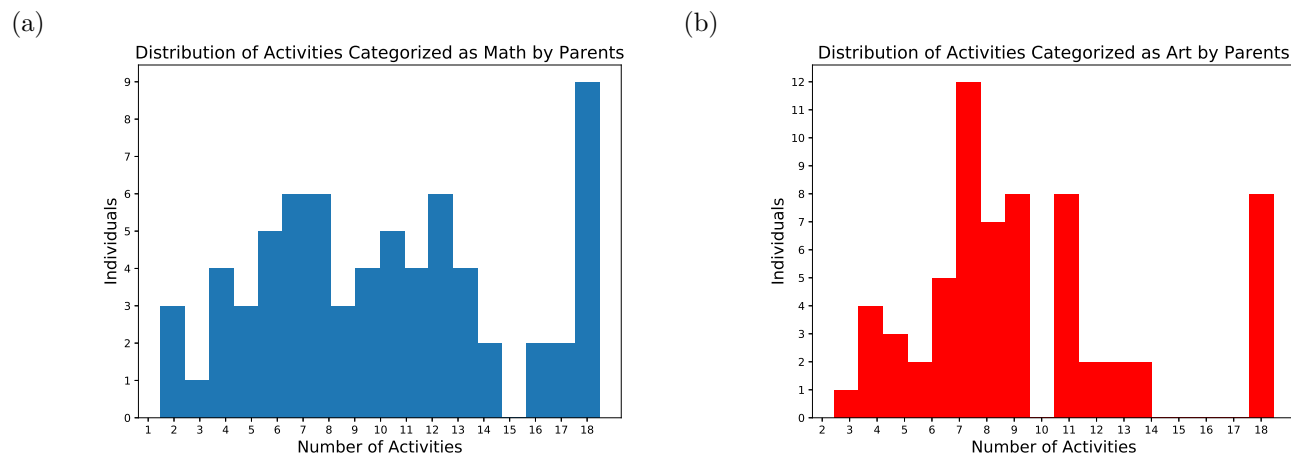 (a)
Distribution of Activities Categorized as Math by Parents
Individuals
9
8
7
6
5
4
3
2
1
0
1 2 3 4 5 6 7 8 9 10 11 12 13 14 15 16 17 18
Number of Activities
(b)
Distribution of Activities Categorized as Art by Parents
Individuals
12
11
10
9
8
7
6
5
4
3
2
1
0
2 3 4 5 6 7 8 9 10 11 12 13 14 15 16 17 18
Number of Activities